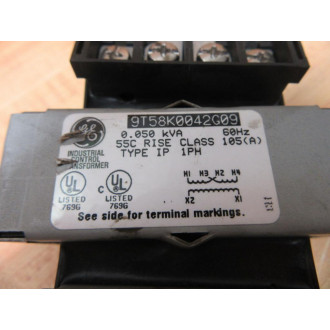 9T58K0042G09
GE
0.050 kVA 60Hz
INDUSTRIAL CONTROL TRANSFORMER
55C RISE CLASS 105(A)
TYPE IP 1PH
UL LISTED 769G
C UL LISTED 769G
H1 H3 H2 H4
X2 X1
See side for terminal markings.